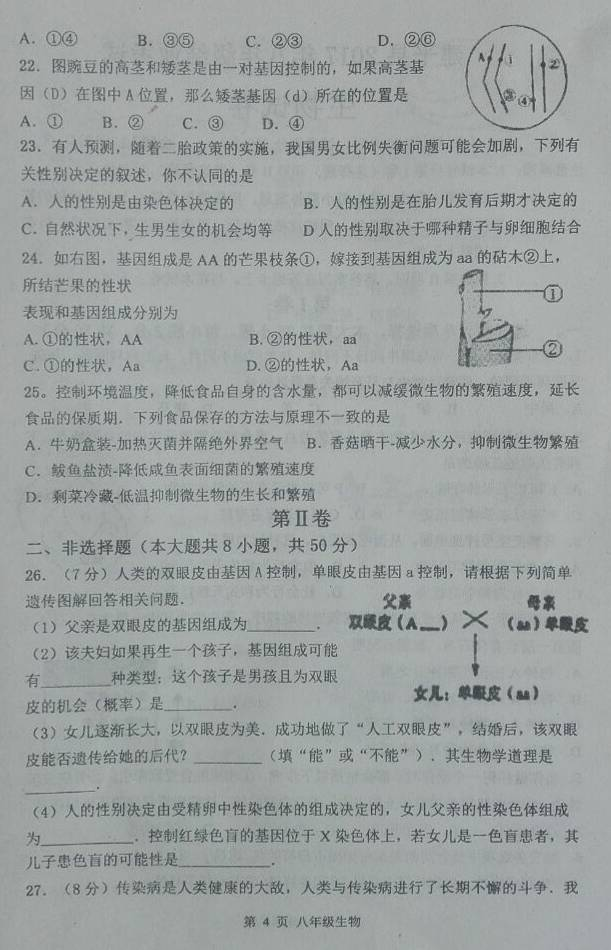 A. ①④ B. ③⑤ C. ②③ D. ②⑥
22. 图豌豆的高茎和矮茎是由一对基因控制的，如果高茎基
因（D）在图中 A 位置，那么矮茎基因（d）所在的位置是
A. ① B. ② C. ③ D. ④
A ① ② ③ ④
23. 有人预测，随着二胎政策的实施，我国男女比例失衡问题可能会加剧，下列有
关性别决定的叙述，你不认同的是
A. 人的性别是由染色体决定的 B. 人的性别是在胎儿发育后期才决定的
C. 自然状况下，生男生女的机会均等 D 人的性别取决于哪种精子与卵细胞结合
24. 如右图，基因组成是 AA 的芒果枝条①，嫁接到基因组成为 aa 的砧木②上，
所结芒果的性状
表现和基因组成分别为
A. ①的性状，AA B. ②的性状，aa
C. ①的性状，Aa D. ②的性状，Aa
①
②
25。控制环境温度，降低食品自身的含水量，都可以减缓微生物的繁殖速度，延长
食品的保质期．下列食品保存的方法与原理不一致的是
A. 牛奶盒装-加热灭菌并隔绝外界空气 B. 香菇晒干-减少水分，抑制微生物繁殖
C. 鲅鱼盐渍-降低咸鱼表面细菌的繁殖速度
D. 剩菜冷藏-低温抑制微生物的生长和繁殖
第Ⅱ卷
二、非选择题（本大题共 8 小题，共 50 分）
26. （7 分）人类的双眼皮由基因 A 控制，单眼皮由基因 a 控制，请根据下列简单
遗传图解回答相关问题．
父亲 母亲
双眼皮（A__） （aa）单眼皮
女儿：单眼皮（aa）
（1）父亲是双眼皮的基因组成为________．
（2）该夫妇如果再生一个孩子，基因组成可能
有________种类型；这个孩子是男孩且为双眼
皮的机会（概率）是________．
（3）女儿逐渐长大，以双眼皮为美．成功地做了“人工双眼皮”，结婚后，该双眼
皮能否遗传给她的后代？________（填“能”或“不能”）．其生物学道理是
________．
（4）人的性别决定由受精卵中性染色体的组成决定的，女儿父亲的性染色体组成
为__________．控制红绿色盲的基因位于 X 染色体上，若女儿是一色盲患者，其
儿子患色盲的可能性是__________．
27. （8 分）传染病是人类健康的大敌，人类与传染病进行了长期不懈的斗争．我
第 4 页 八年级生物